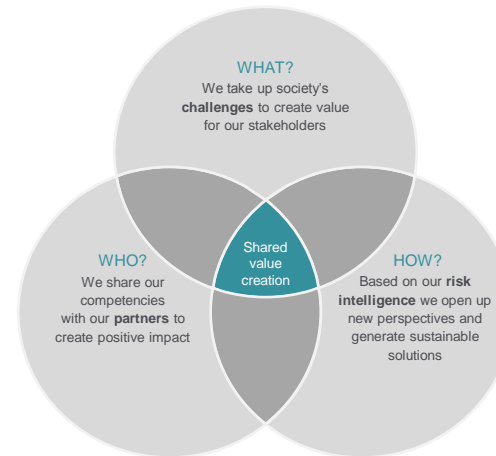 WHAT?
We take up society's
challenges to create value
for our stakeholders
Shared
value
creation
WHO?
We share our
competencies
with our partners to
create positive impact
HOW?
Based on our risk
intelligence we open up
new perspectives and
generate sustainable
solutions